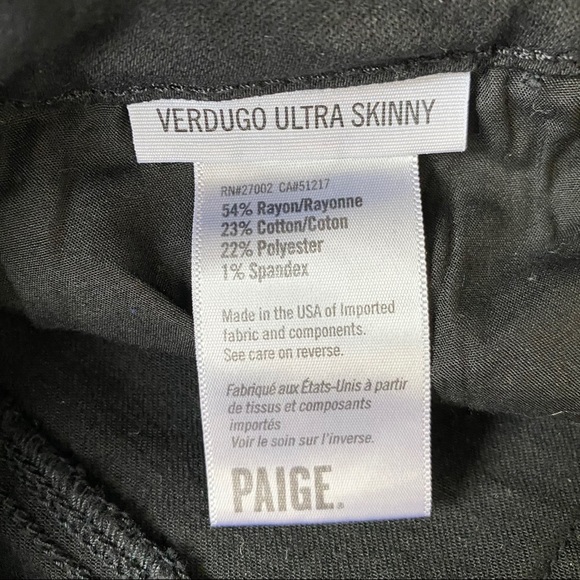 VERDUGO ULTRA SKINNY
RN#27002 CA#51217
54% Rayon/Rayonne
23% Cotton/Coton
22% Polyester
1% Spandex
Made in the USA of Imported
fabric and components.
See care on reverse.
Fabriqué aux États-Unis à partir
de tissus et composants
importés
Voir le soin sur l'inverse.
PAIGE.